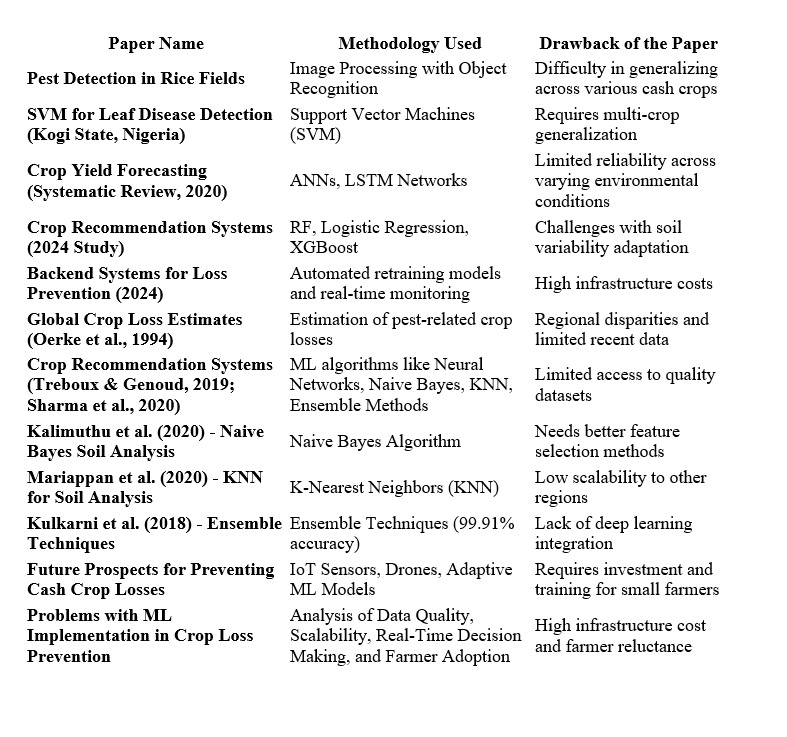 Paper Name Methodology Used Drawback of the Paper
Pest Detection in Rice Fields
Image Processing with Object
Recognition
Difficulty in generalizing
across various cash crops
SVM for Leaf Disease Detection
(Kogi State, Nigeria)
Support Vector Machines
(SVM)
Requires multi-crop
generalization
Crop Yield Forecasting
(Systematic Review, 2020)
ANNs, LSTM Networks
Limited reliability across
varying environmental
conditions
Crop Recommendation Systems
(2024 Study)
RF, Logistic Regression,
XGBoost
Challenges with soil
variability adaptation
Backend Systems for Loss
Prevention (2024)
Automated retraining models
and real-time monitoring
High infrastructure costs
Global Crop Loss Estimates
(Oerke et al., 1994)
Estimation of pest-related crop
losses
Regional disparities and
limited recent data
Crop Recommendation Systems
(Treboux & Genoud, 2019;
Sharma et al., 2020)
ML algorithms like Neural
Networks, Naive Bayes, KNN,
Ensemble Methods
Limited access to quality
datasets
Kalimuthu et al. (2020) - Naive
Bayes Soil Analysis
Naive Bayes Algorithm
Needs better feature
selection methods
Mariappan et al. (2020) - KNN
for Soil Analysis
K-Nearest Neighbors (KNN)
Low scalability to other
regions
Kulkarni et al. (2018) - Ensemble
Techniques
Ensemble Techniques (99.91%
accuracy)
Lack of deep learning
integration
Future Prospects for Preventing
Cash Crop Losses
IoT Sensors, Drones, Adaptive
ML Models
Requires investment and
training for small farmers
Problems with ML
Implementation in Crop Loss
Prevention
Analysis of Data Quality,
Scalability, Real-Time Decision
Making, and Farmer Adoption
High infrastructure cost
and farmer reluctance